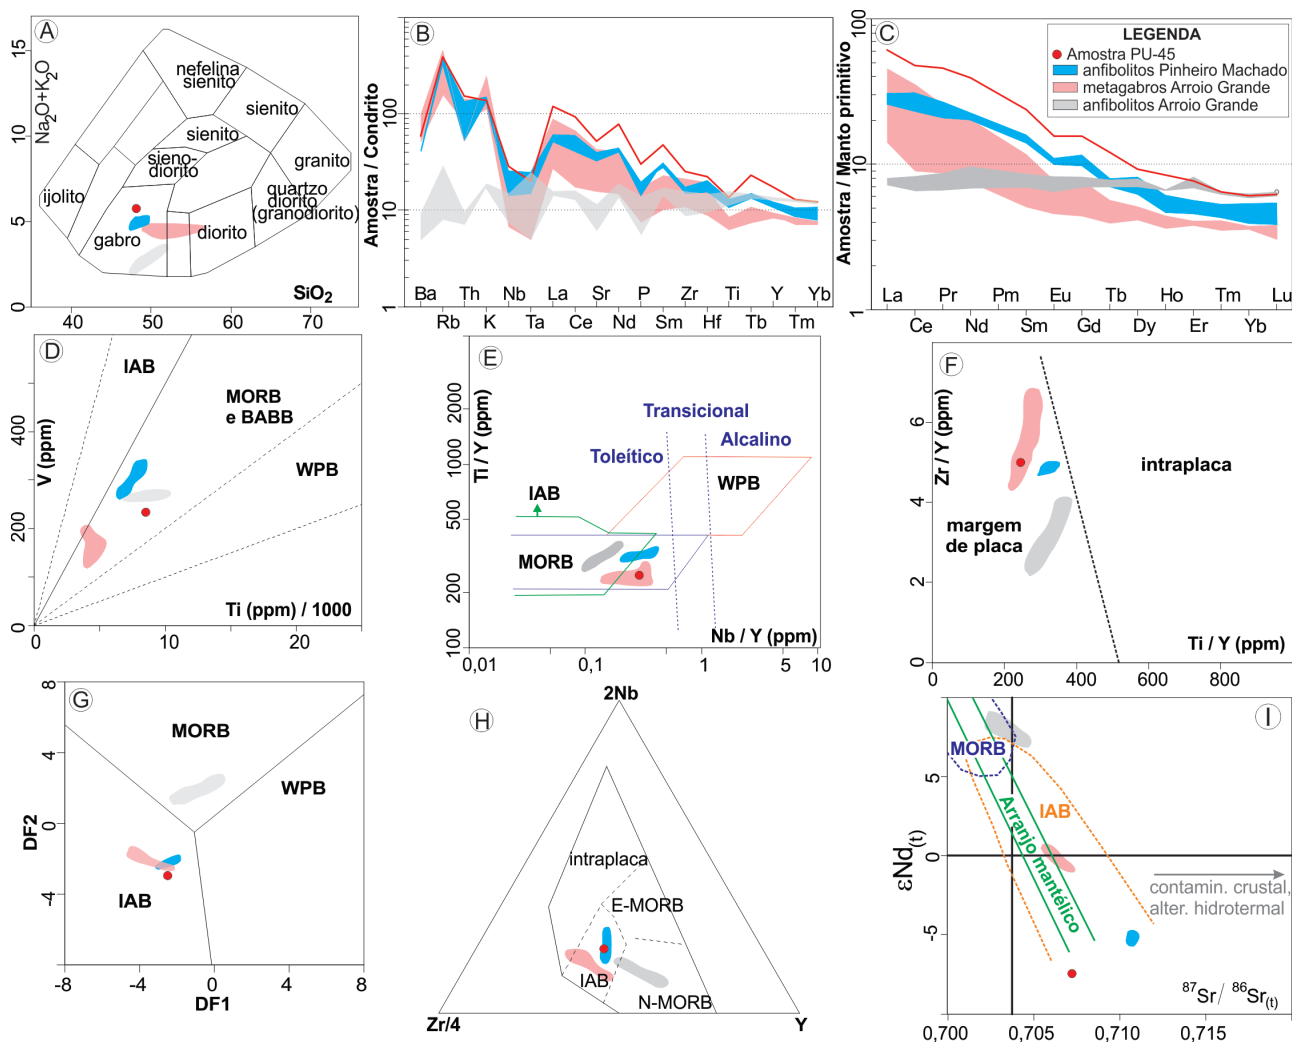 A
Na2O+K2O
15
10
5
0
nefelina
sienito
sienito
sienito
sieno-
diorito
granito
quartzo
diorito
(granodiorito)
ijolito
gabro
diorito
SiO2
40
50
60
70
B
Amostra / Condrito
100
10
1
Ba
Th
Nb
La
Sr
P
Zr
Ti
Y
Yb
Rb
K
Ta
Ce
Nd
Sm
Hf
Tb
Tm
C
Amostra / Manto primitivo
100
10
1
LEGENDA
Amostra PU-45
anfibolitos Pinheiro Machado
metagabros Arroio Grande
anfibolitos Arroio Grande
La
Pr
Pm
Eu
Tb
Ho
Tm
Lu
Ce
Nd
Sm
Gd
Dy
Er
Yb
D
V (ppm)
400
200
0
IAB
MORB
e BABB
WPB
Ti (ppm) / 1000
0
10
20
E
Ti / Y (ppm)
2000
1000
500
200
100
Transicional
Toleítico
Alcalino
IAB
WPB
MORB
Nb / Y (ppm)
0,01
0,1
1
5
10
F
Zr / Y (ppm)
6
4
2
0
intraplaca
margem
de placa
Ti / Y (ppm)
0
200
400
600
800
G
DF2
8
4
0
-4
MORB
WPB
IAB
-8
-4
0
4
8
DF1
H
2Nb
intraplaca
E-MORB
IAB
N-MORB
Zr/4
Y
I
εNd(t)
5
0
-5
MORB
Arranjo mantélico
IAB
contamin. crustal,
alter. hidrotermal
87Sr/ 86Sr(t)
0,700
0,705
0,710
0,715